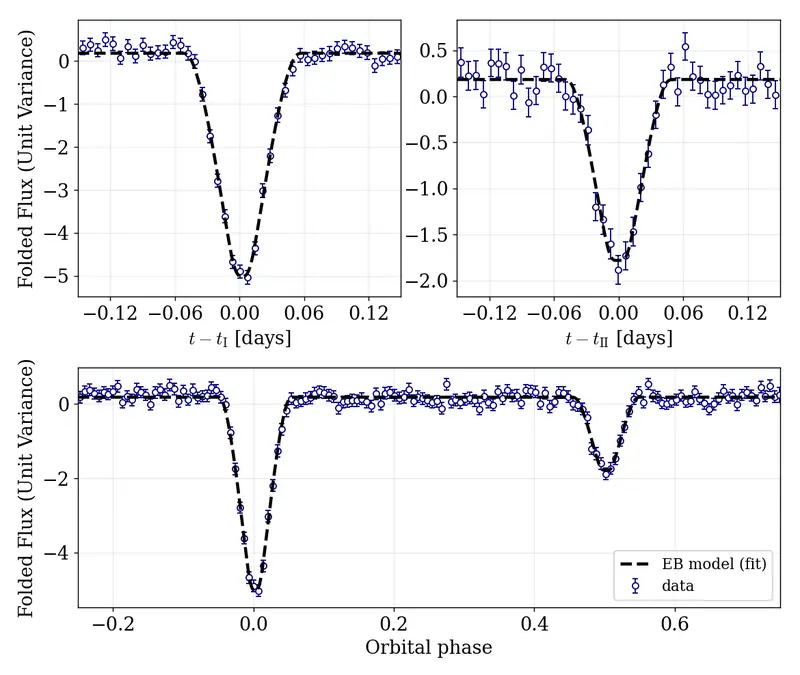 Folded Flux (Unit Variance)
0
−1
−2
−3
−4
−5
−0.12 −0.06 0.00 0.06 0.12
t − t_I [days]
0.5
0.0
−0.5
−1.0
−1.5
−2.0
−0.12 −0.06 0.00 0.06 0.12
t − t_II [days]
Folded Flux (Unit Variance)
0
−2
−4
EB model (fit)
data
−0.2 0.0 0.2 0.4 0.6
Orbital phase